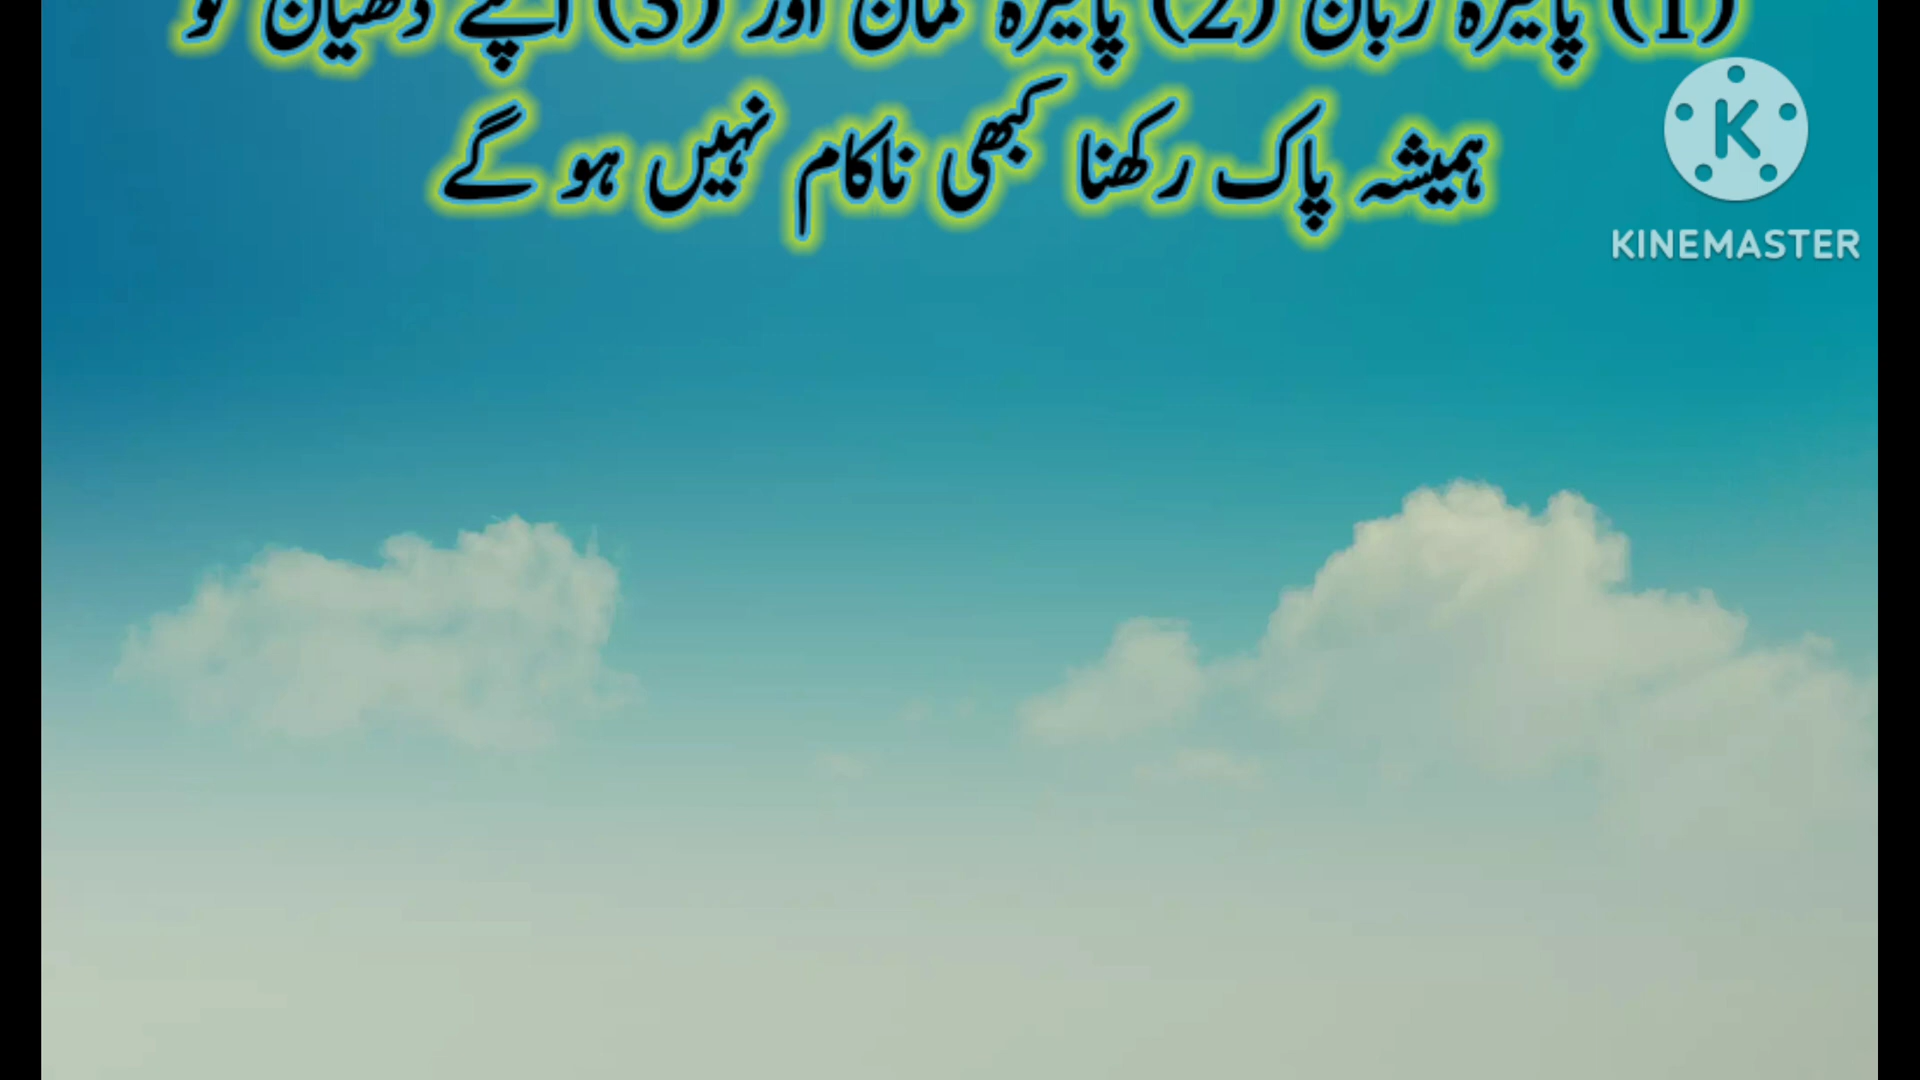 (1) پاکیزہ زبان (2) پاکیزہ گمان اور (3) اپنے دھیان کو
ہمیشہ پاک رکھنا کبھی ناکام نہیں ہو گے
K
KINEMASTER